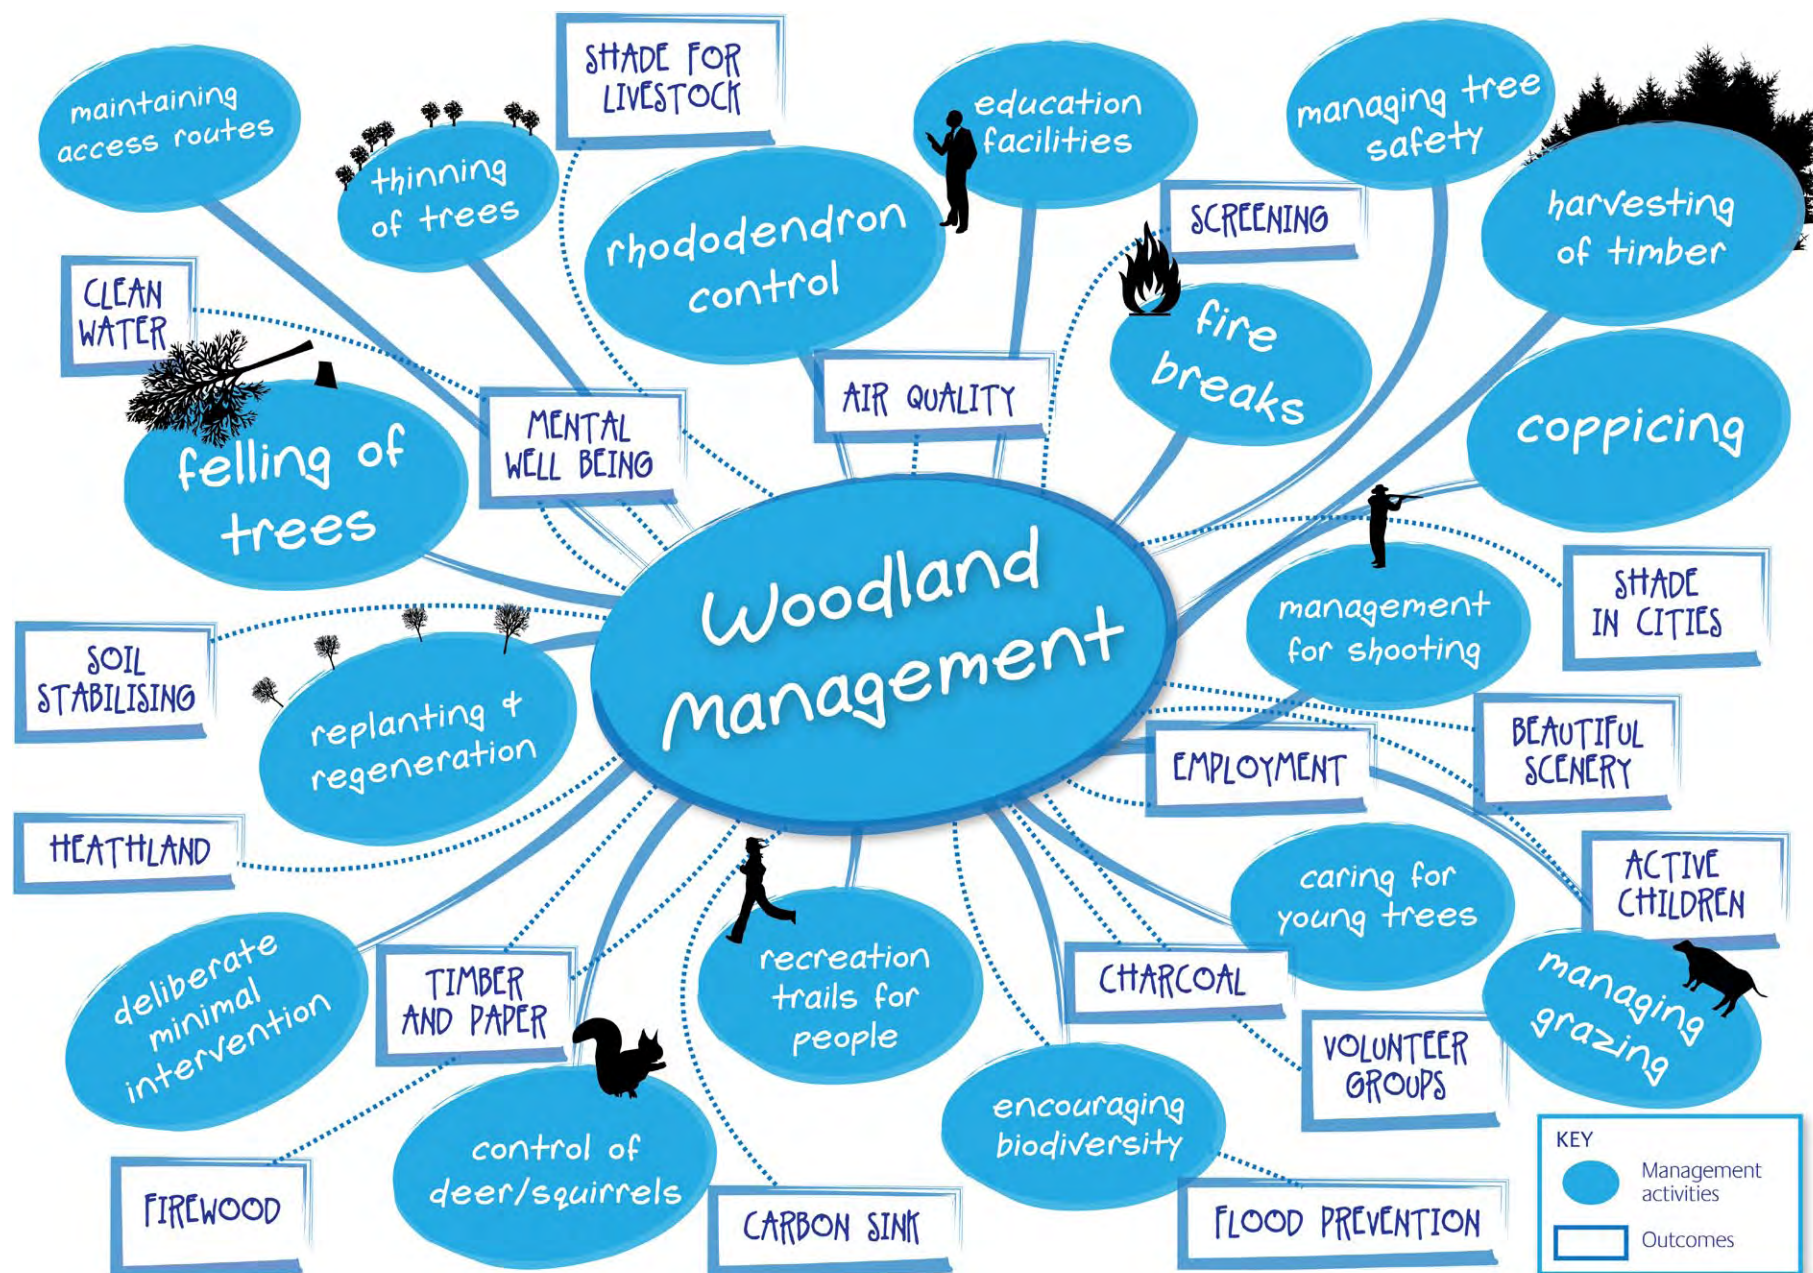 maintaining
access routes
thinning
of trees
SHADE FOR
LIVESTOCK
rhododendron
control
education
facilities
SCREENING
managing tree
safety
harvesting
of timber
CLEAN
WATER
felling of
trees
MENTAL
WELL BEING
AIR QUALITY
fire
breaks
coppicing
Woodland
Management
management
for shooting
SHADE
IN CITIES
SOIL
STABILISING
replanting &
regeneration
EMPLOYMENT
BEAUTIFUL
SCENERY
HEATHLAND
caring for
young trees
ACTIVE
CHILDREN
deliberate
minimal
intervention
TIMBER
AND PAPER
recreation
trails for
people
CHARCOAL
managing
grazing
VOLUNTEER
GROUPS
FIREWOOD
control of
deer/squirrels
CARBON SINK
encouraging
biodiversity
FLOOD PREVENTION
KEY
Management
activities
Outcomes